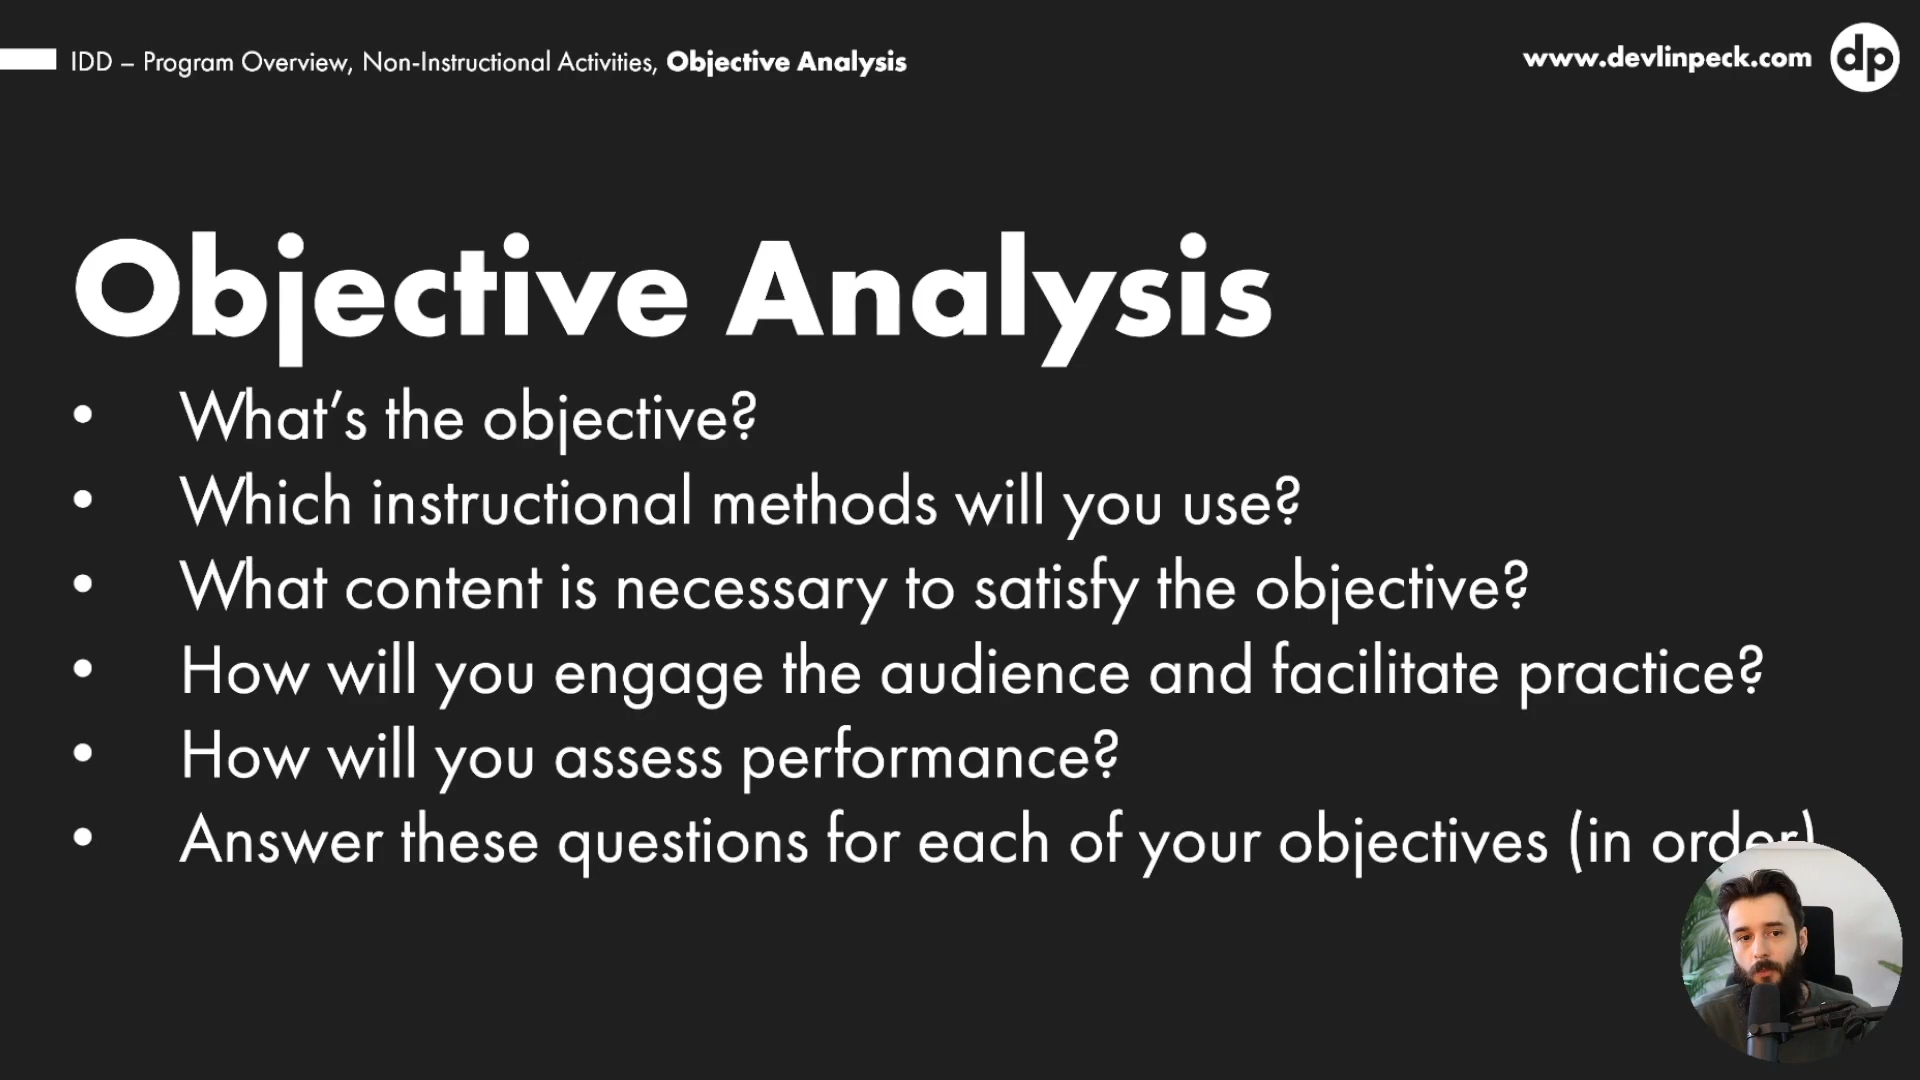 IDD – Program Overview, Non-Instructional Activities, Objective Analysis
www.devlinpeck.com
dp
Objective Analysis
• What’s the objective?
• Which instructional methods will you use?
• What content is necessary to satisfy the objective?
• How will you engage the audience and facilitate practice?
• How will you assess performance?
• Answer these questions for each of your objectives (in order)